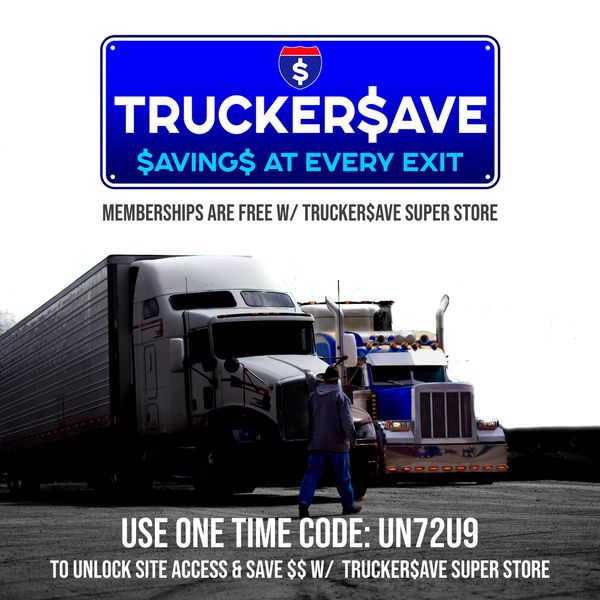 $
TRUCKER$AVE
$AVING$ AT EVERY EXIT
MEMBERSHIPS ARE FREE W/ TRUCKER$AVE SUPER STORE
USE ONE TIME CODE: UN72U9
TO UNLOCK SITE ACCESS & SAVE $$ W/ TRUCKER$AVE SUPER STORE